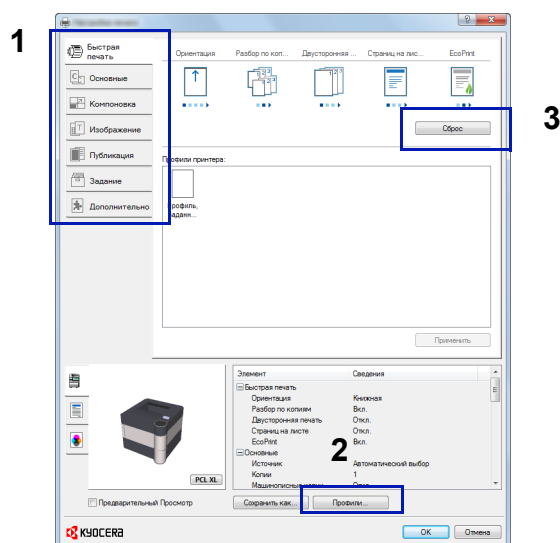 1
Быстрая
печать
Основные
Компоновка
Изображение
Публикация
Задание
Дополнительно
Ориентация Разбор по коп... Двусторонняя ... Страниц на лис... EcoPrint
Сброс
3
Профили принтера:
Профиль,
задан...
Применить
Элемент Сведения
Быстрая печать
Ориентация Книжная
Разбор по копиям Вкл.
Двусторонняя печать Откл.
Страниц на листе Откл.
EcoPrint Вкл.
Основные
Источник Автоматический выбор
Копии 1
2
PCL XL
Предварительный Просмотр
Сохранить как... Профили...
KYOCERA
OK Отмена